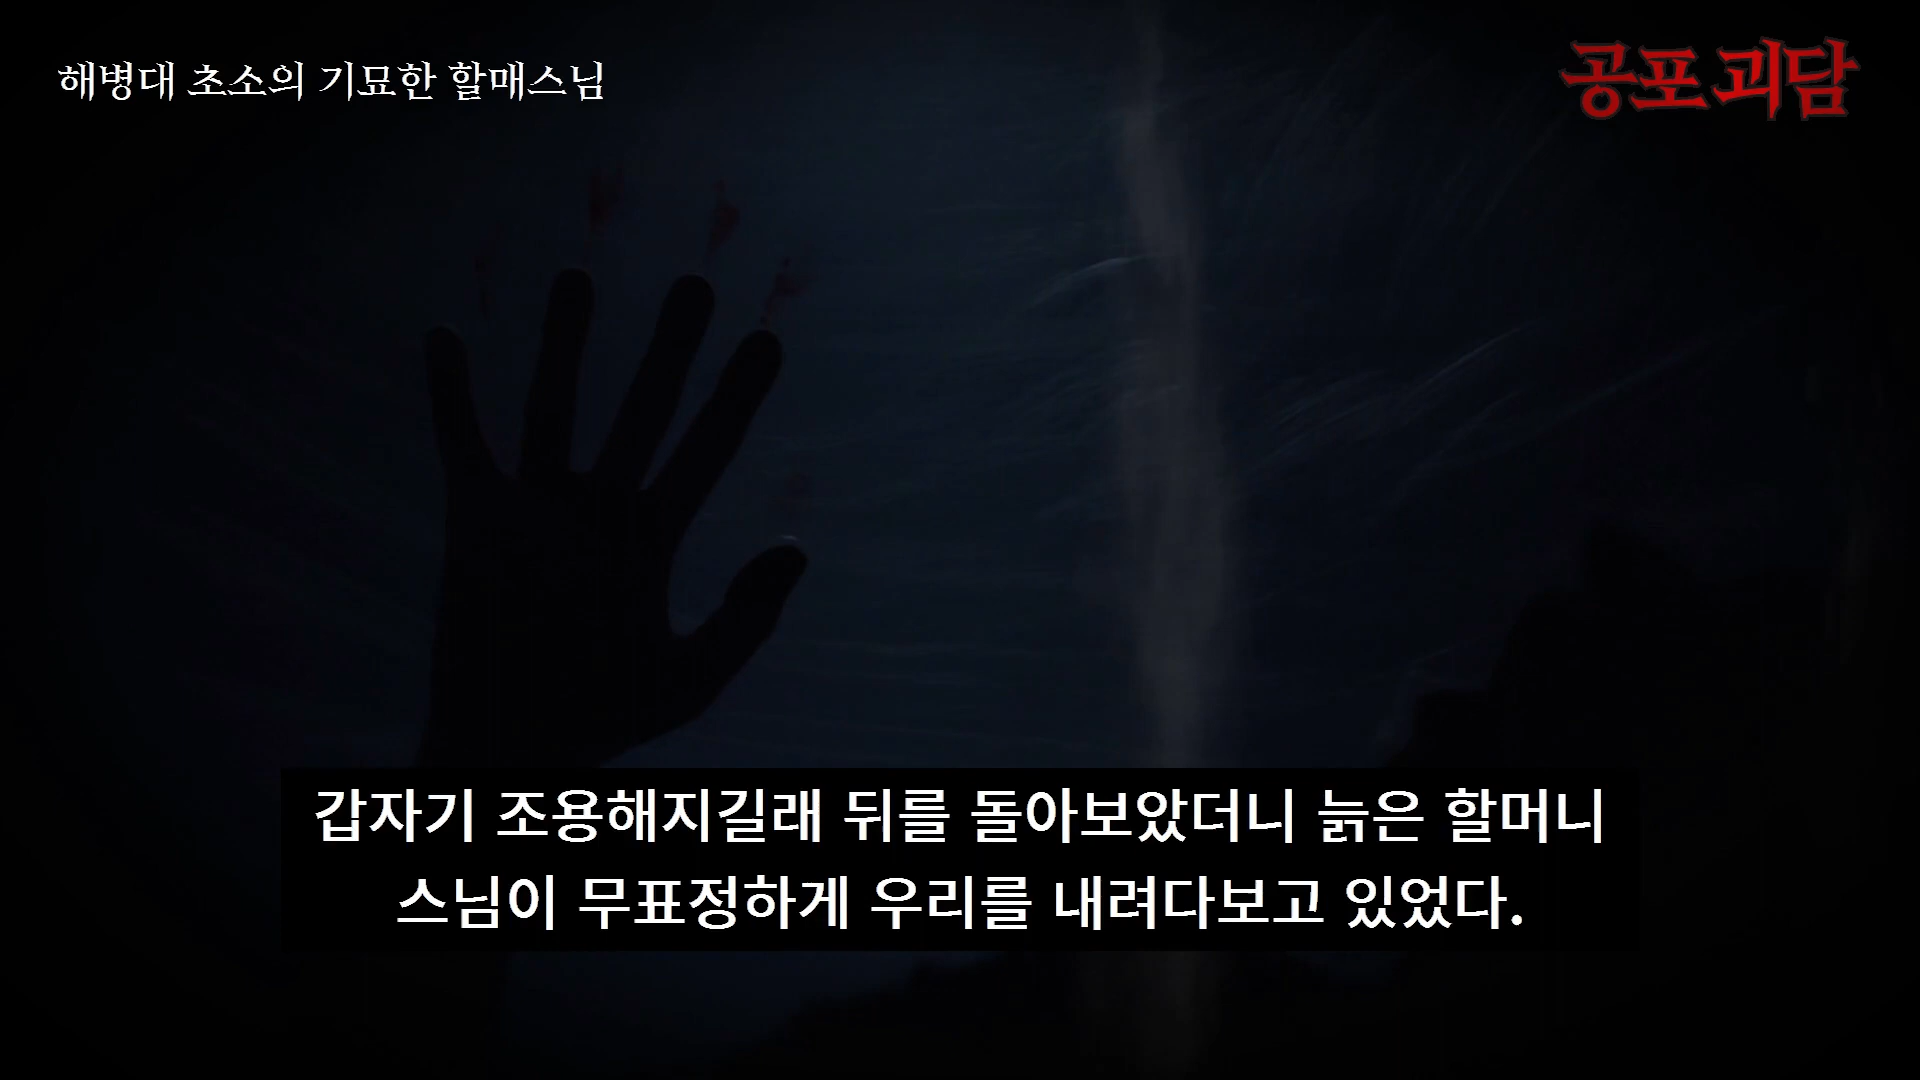 해병대 초소의 기묘한 할매스님
공포괴담
갑자기 조용해지길래 뒤를 돌아보았더니 늙은 할머니
스님이 무표정하게 우리를 내려다보고 있었다.